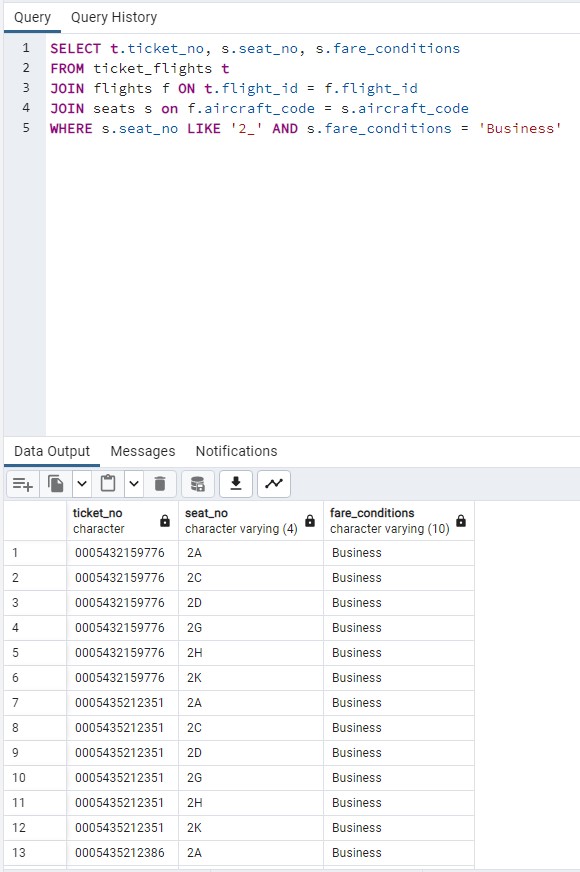 Query Query History
1 SELECT t.ticket_no, s.seat_no, s.fare_conditions
2 FROM ticket_flights t
3 JOIN flights f ON t.flight_id = f.flight_id
4 JOIN seats s on f.aircraft_code = s.aircraft_code
5 WHERE s.seat_no LIKE '2_' AND s.fare_conditions = 'Business'
Data Output Messages Notifications
ticket_no seat_no fare_conditions
character character varying (4) character varying (10)
1 0005432159776 2A Business
2 0005432159776 2C Business
3 0005432159776 2D Business
4 0005432159776 2G Business
5 0005432159776 2H Business
6 0005432159776 2K Business
7 0005435212351 2A Business
8 0005435212351 2C Business
9 0005435212351 2D Business
10 0005435212351 2G Business
11 0005435212351 2H Business
12 0005435212351 2K Business
13 0005435212386 2A Business